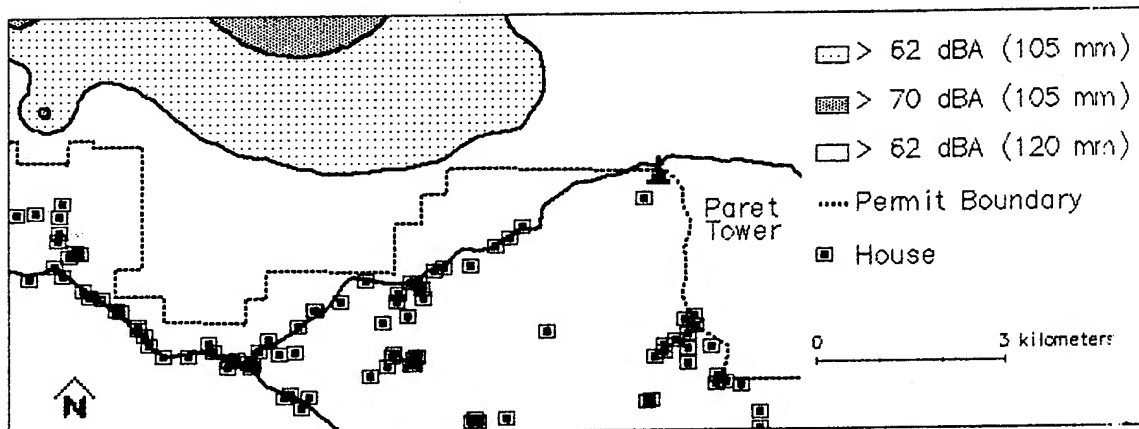 > 62 dBA (105 mm)
> 70 dBA (105 mm)
> 62 dBA (120 mm)
Permit Boundary
House
Paret
Tower
0 3 kilometers
N